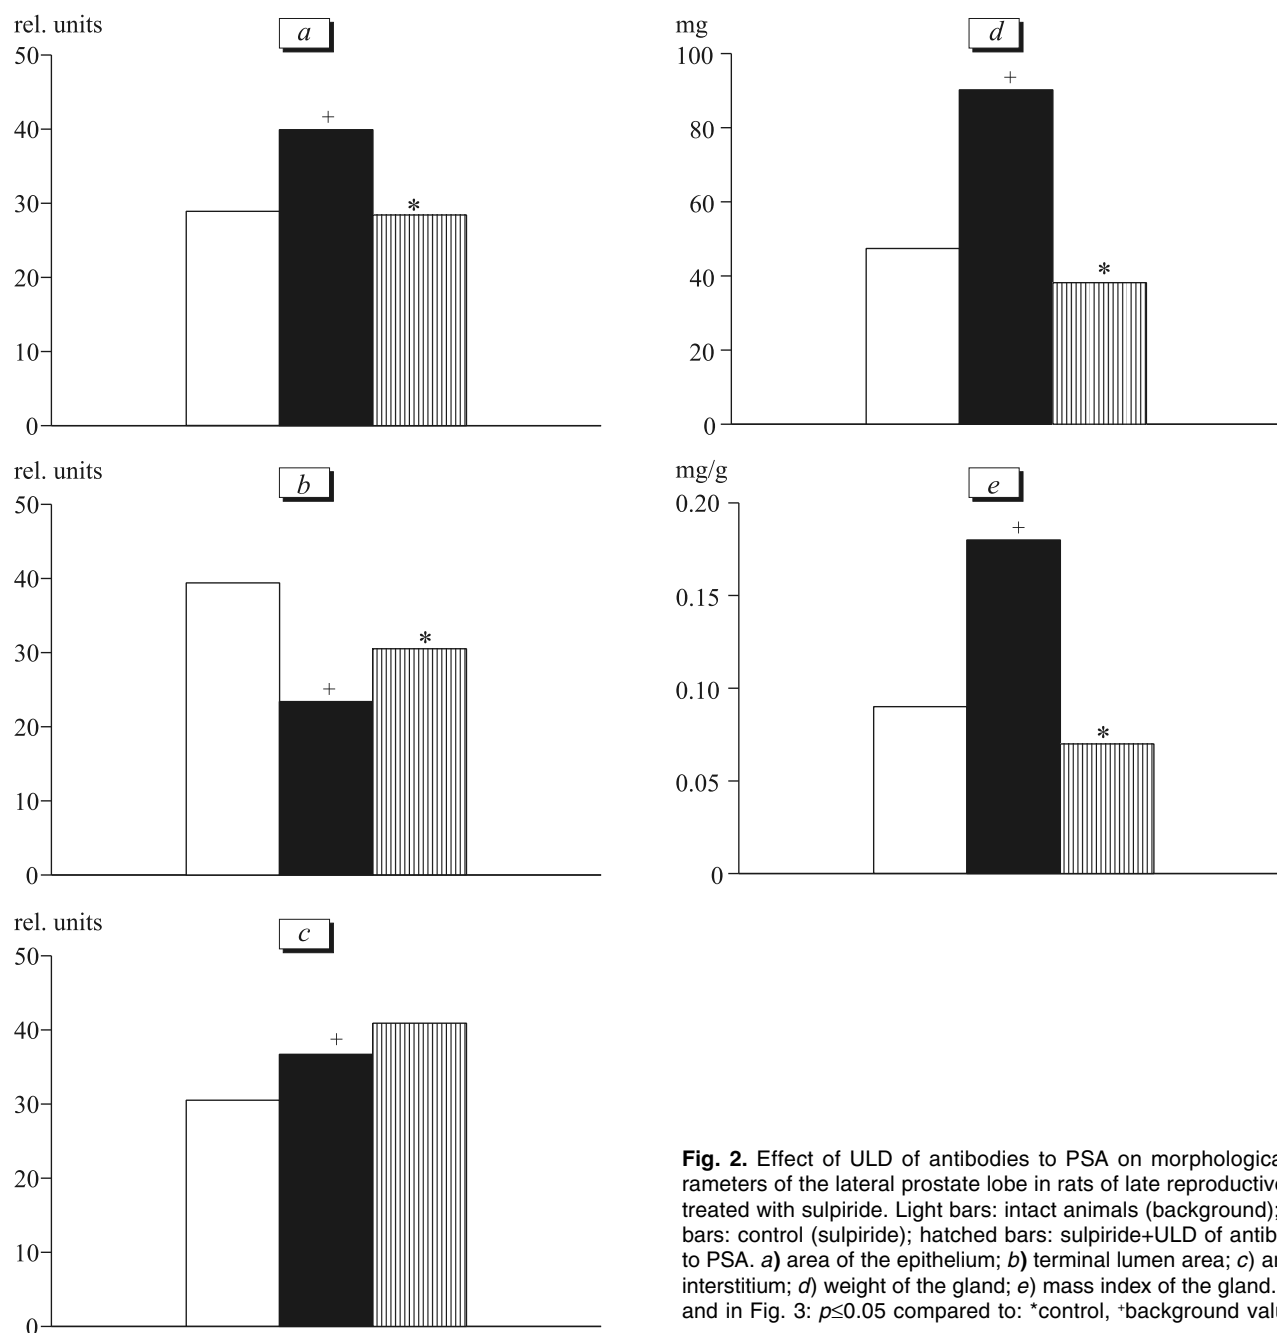 rel. units
a
50
40
30
20
10
0
+
*
rel. units
b
50
40
30
20
10
0
+
*
rel. units
c
50
40
30
20
10
0
+
mg
d
100
80
60
40
20
0
+
*
mg/g
e
0.20
0.15
0.10
0.05
0
+
*
Fig. 2. Effect of ULD of antibodies to PSA on morphologica
rameters of the lateral prostate lobe in rats of late reproductive
treated with sulpiride. Light bars: intact animals (background);
bars: control (sulpiride); hatched bars: sulpiride+ULD of antib
to PSA. a) area of the epithelium; b) terminal lumen area; c) ar
interstitium; d) weight of the gland; e) mass index of the gland.
and in Fig. 3: p≤0.05 compared to: *control, +background valu